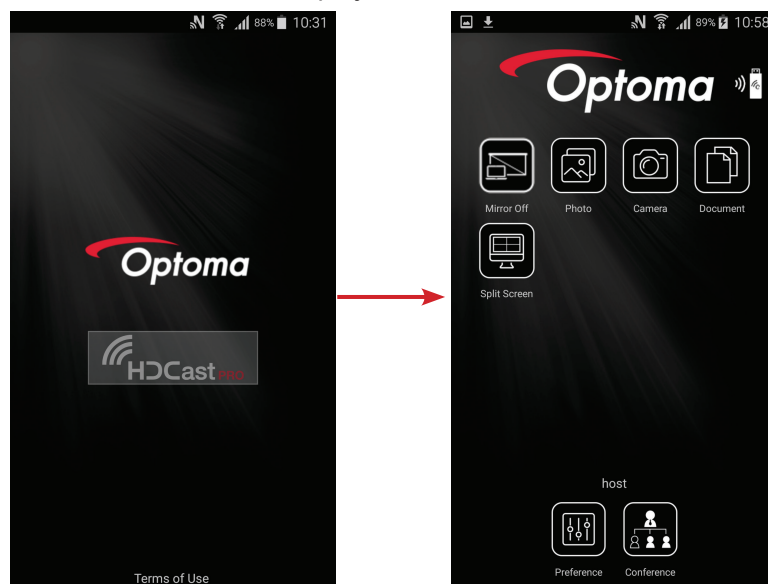 88% 10:31
Optoma
HDCast pro
Terms of Use
89% 10:58
Optoma
Mirror Off Photo Camera Document
Split Screen
host
Preference Conference